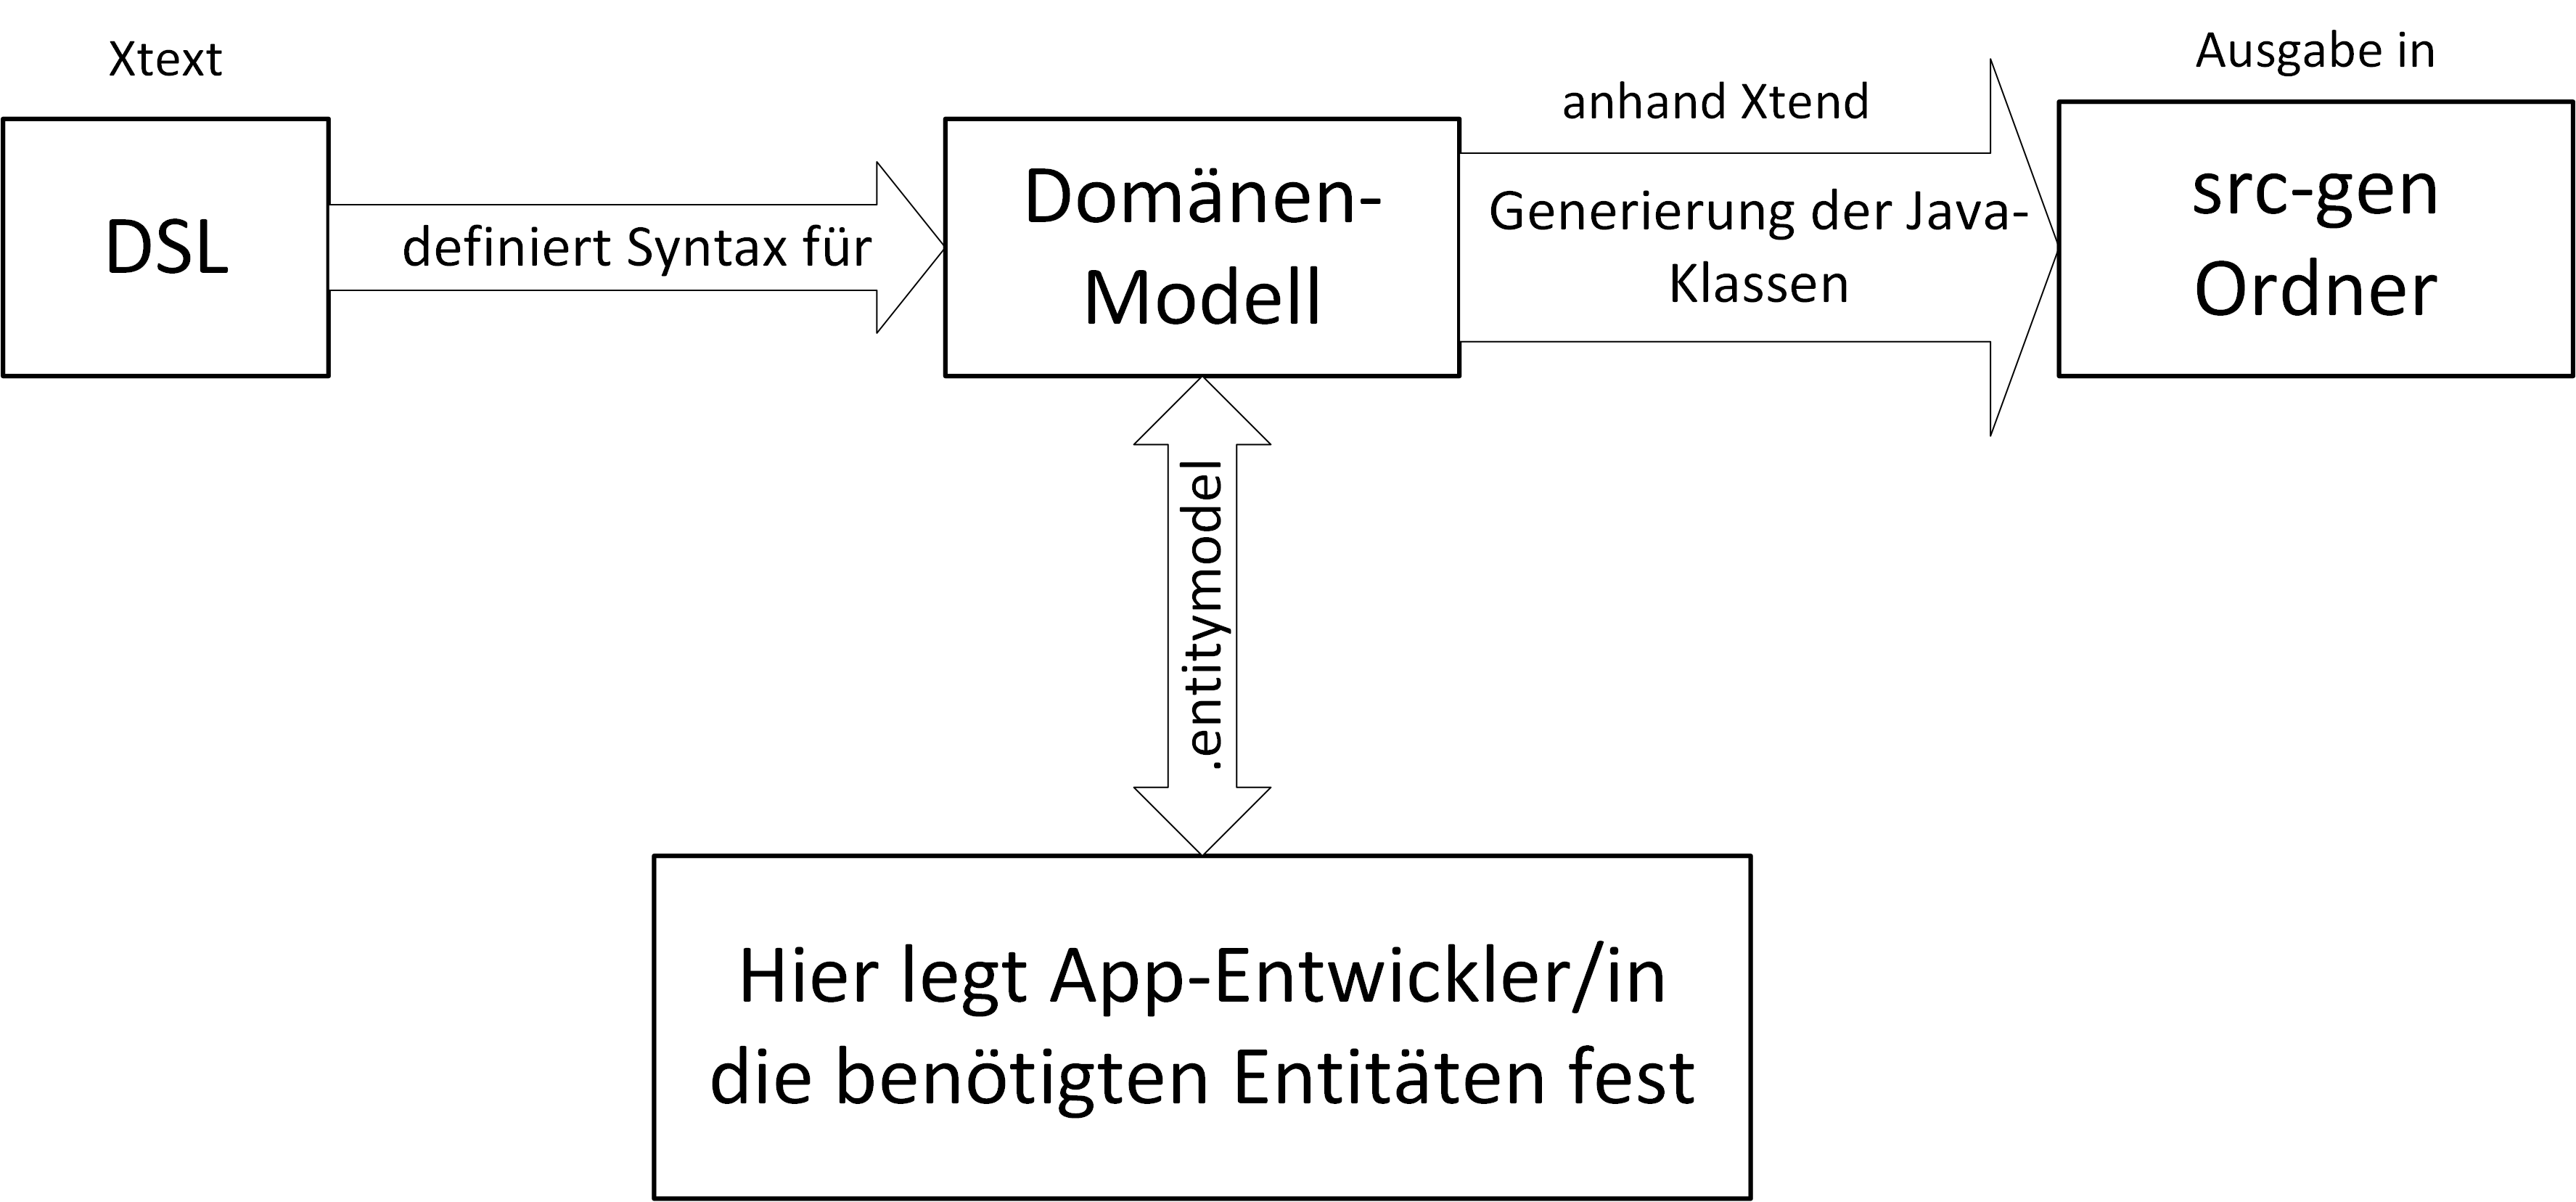 Xtext
DSL
definiert Syntax für
Domänen-
Modell
anhand Xtend
Generierung der Java-
Klassen
Ausgabe in
src-gen
Ordner
.entitymodel
Hier legt App-Entwickler/in
die benötigten Entitäten fest